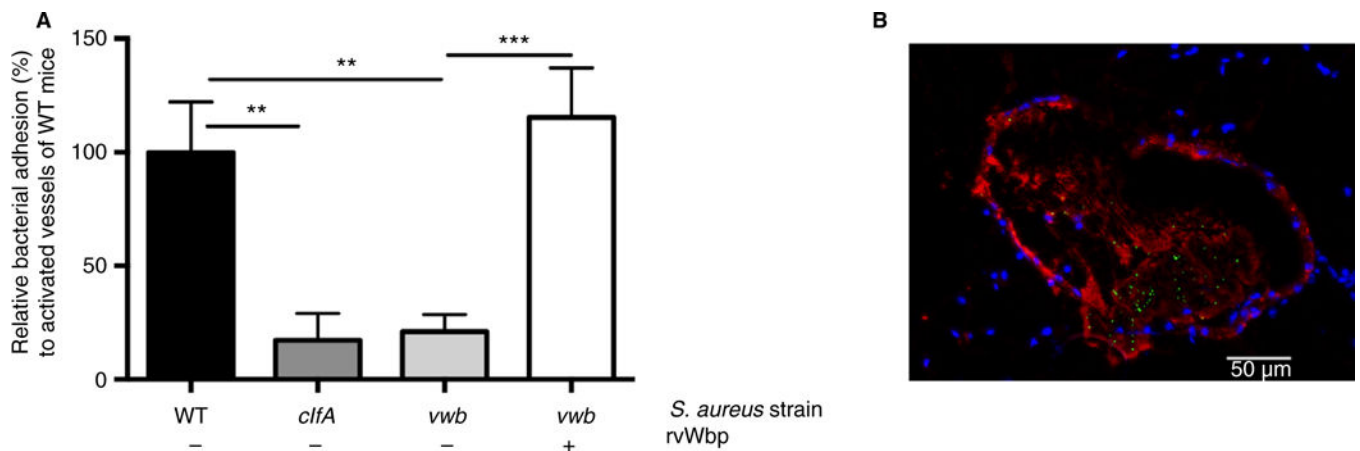 A
Relative bacterial adhesion (%)
to activated vessels of WT mice
150
100
50
0
**
**
***
WT clfA vwb vwb S. aureus strain
– – – + rvWbp
B
50 µm